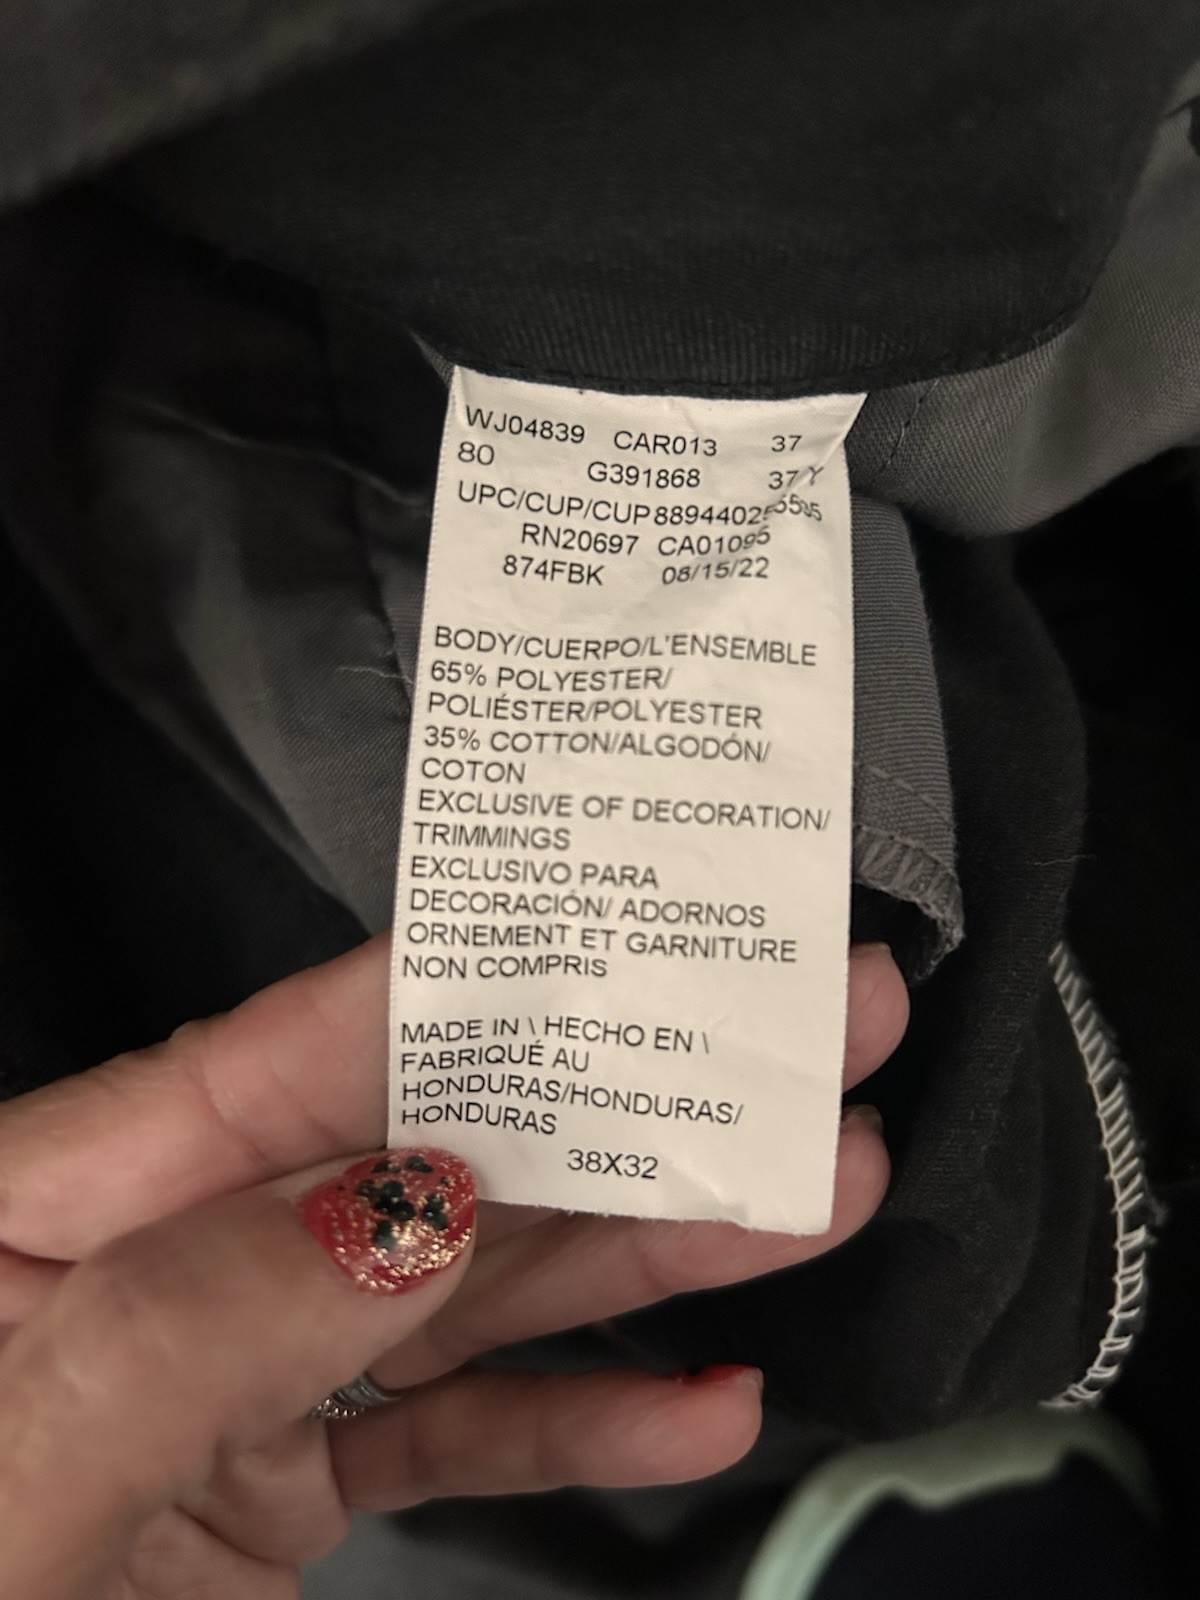 WJ04839 CAR013 37
80 G391868 37 Y
UPC/CUP/CUP
RN20697 CA01095
874FBK 08/15/22
BODY/CUERPO/L'ENSEMBLE
65% POLYESTER/
POLIÉSTER/POLYESTER
35% COTTON/ALGODÓN/
COTON
EXCLUSIVE OF DECORATION/
TRIMMINGS
EXCLUSIVO PARA
DECORACIÓN/ ADORNOS
ORNEMENT ET GARNITURE
NON COMPRIS
MADE IN \ HECHO EN \
FABRIQUÉ AU
HONDURAS/HONDURAS/
HONDURAS
38X32